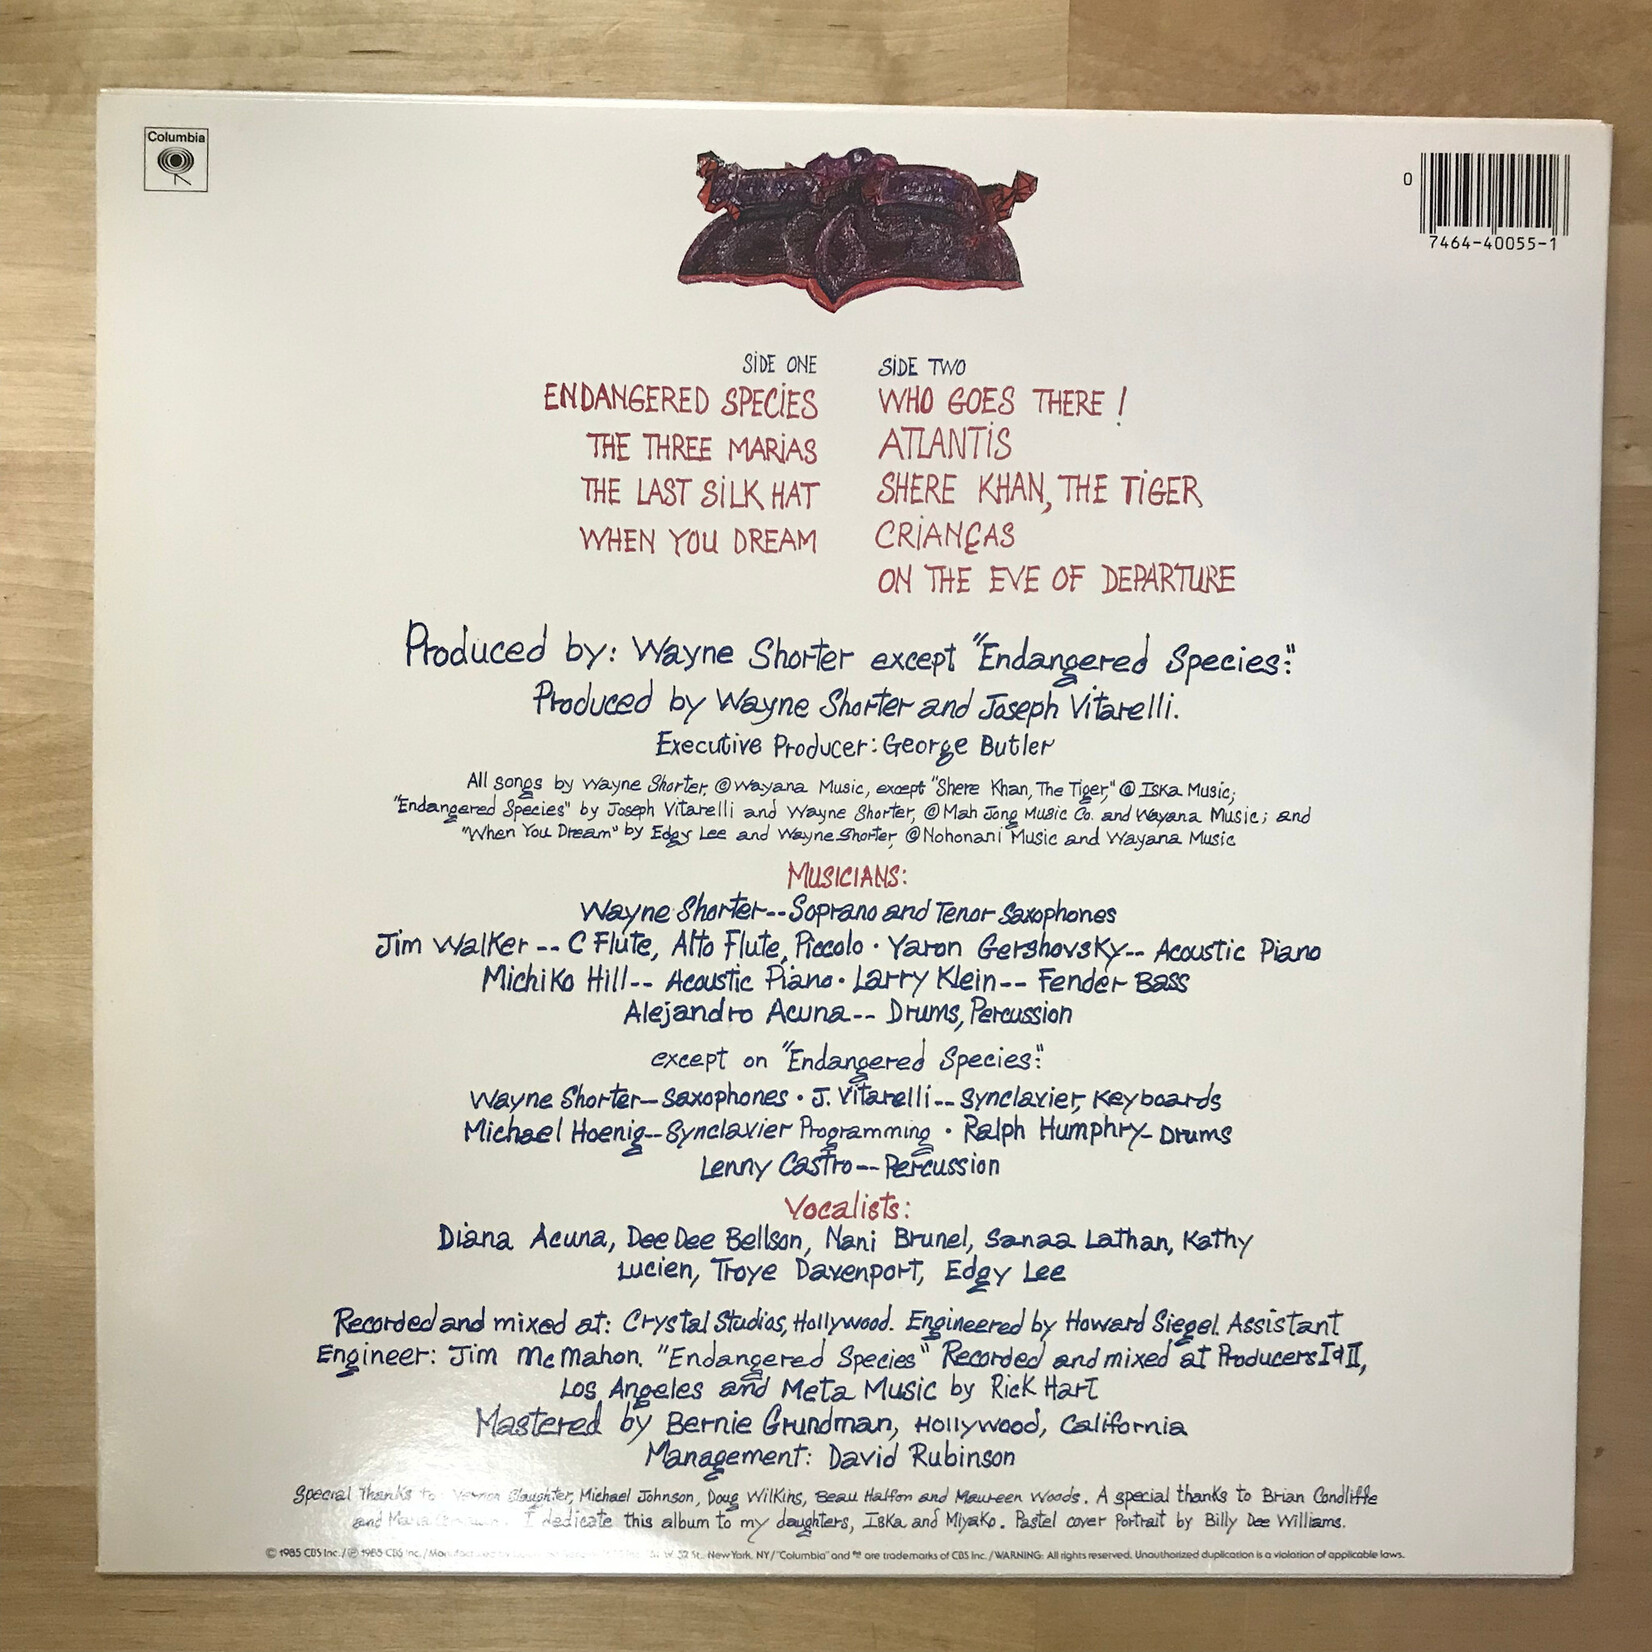 Columbia
0
7464-40055-1
SIDE ONE
ENDANGERED SPECIES
THE THREE MARIAS
THE LAST SILK HAT
WHEN YOU DREAM
SIDE TWO
WHO GOES THERE!
ATLANTIS
SHERE KHAN, THE TIGER
CRIANÇAS
ON THE EVE OF DEPARTURE
Produced by: Wayne Shorter except "Endangered Species:"
Produced by Wayne Shorter and Joseph Vitarelli.
Executive Producer: George Butler
All songs by Wayne Shorter, ©Wayana Music, except "Shere Khan, The Tiger," © Iska Music;
"Endangered Species" by Joseph Vitarelli and Wayne Shorter, ©Mah Jong Music Co. and Wayana Music; and
"When You Dream" by Edgy Lee and Wayne Shorter, ©Nohonani Music and Wayana Music
MUSICIANS:
Wayne Shorter--Soprano and Tenor Saxophones
Jim Walker -- C Flute, Alto Flute, Piccolo • Yaron Gershovsky-- Acoustic Piano
Michiko Hill-- Acoustic Piano • Larry Klein-- Fender Bass
Alejandro Acuna-- Drums, Percussion
except on "Endangered Species:"
Wayne Shorter—Saxophones • J. Vitarelli-- Synclavier, Keyboards
Michael Hoenig--Synclavier Programming • Ralph Humphry- Drums
Lenny Castro-- Percussion
Vocalists:
Diana Acuna, Dee Dee Bellson, Nani Brunel, Sanaa Lathan, Kathy
Lucien, Troye Davenport, Edgy Lee
Recorded and mixed at: Crystal Studios, Hollywood. Engineered by Howard Siegel. Assistant
Engineer: Jim McMahon. "Endangered Species" Recorded and mixed at Producers I & II,
Los Angeles and Meta Music by Rick Hart
Mastered by Bernie Grundman, Hollywood, California
Management: David Rubinson
Special Thanks to Vernon Slaughter, Michael Johnson, Doug Wilkins, Beau Halfon and Maureen Woods. A special thanks to Brian Condliffe
and Maria I dedicate this album to my daughters, Iska and Miyako. Pastel cover Portrait by Billy Dee Williams.
© 1985 CBS Inc./℗ 1985 CBS Inc./ W. 52 St., New York, NY/"Columbia" and are trademarks of CBS Inc./WARNING: All rights reserved. Unauthorized duplication is a violation of applicable laws.